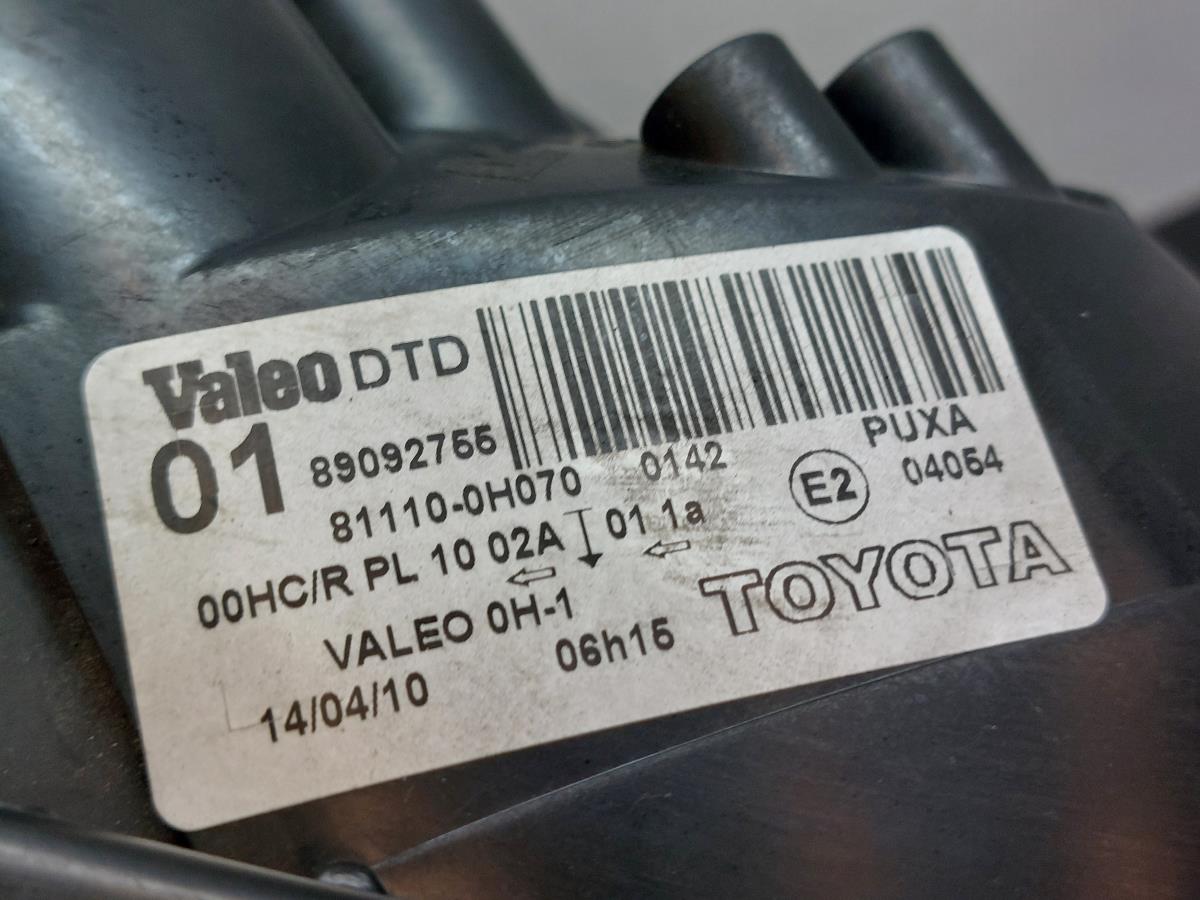 Valeo DTD
01 89092755
81110-0H070 0142
PUXA
04054
E2
00HC/R PL 10 02A 01 1a
VALEO 0H-1
TOYOTA
14/04/10 06h15